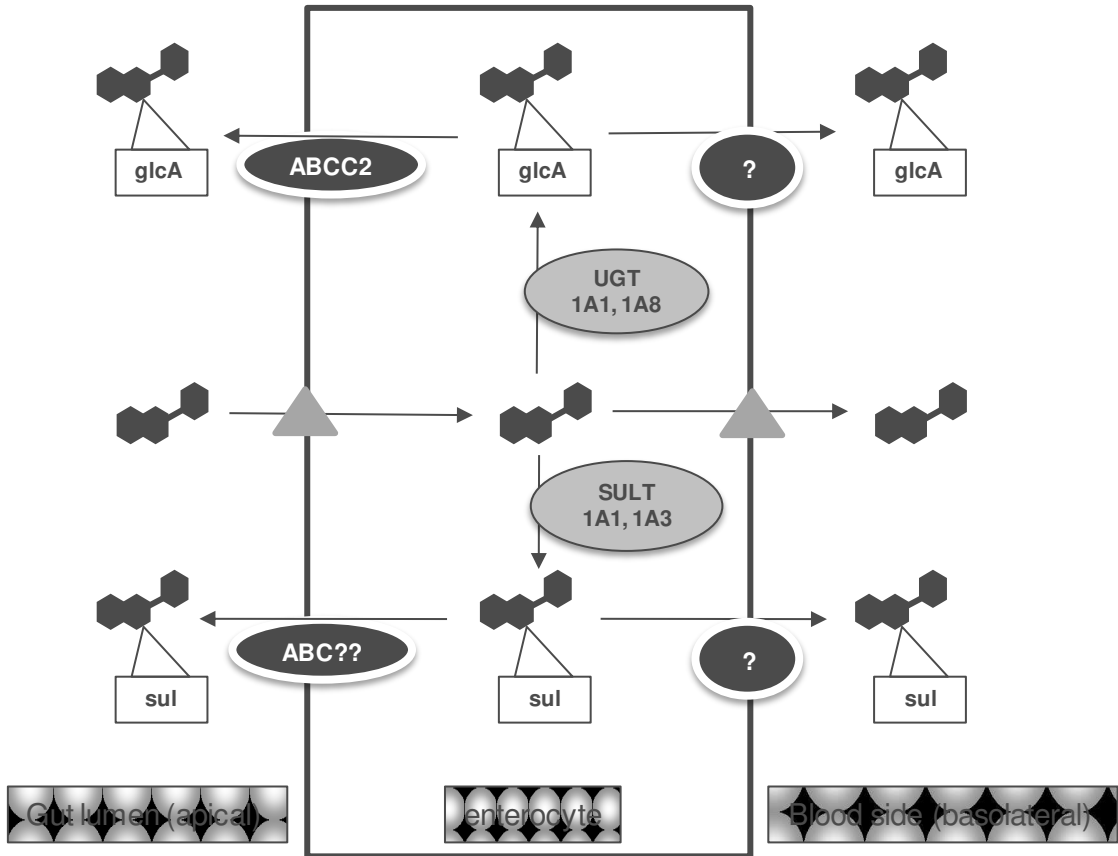 ABCC2
?
glcA
glcA
glcA
UGT
1A1, 1A8
SULT
1A1, 1A3
ABC??
?
sul
sul
sul
Gut lumen (apical)
enterocyte
Blood side (basolateral)